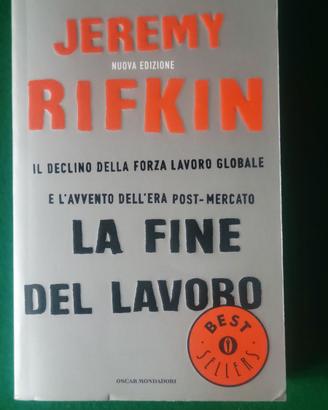 JEREMY
NUOVA EDIZIONE
RIFKIN
IL DECLINO DELLA FORZA LAVORO GLOBALE
E L'AVVENTO DELL'ERA POST-MERCATO
LA FINE
DEL LAVORO
BEST
SELLERS
OSCAR MONDADORI